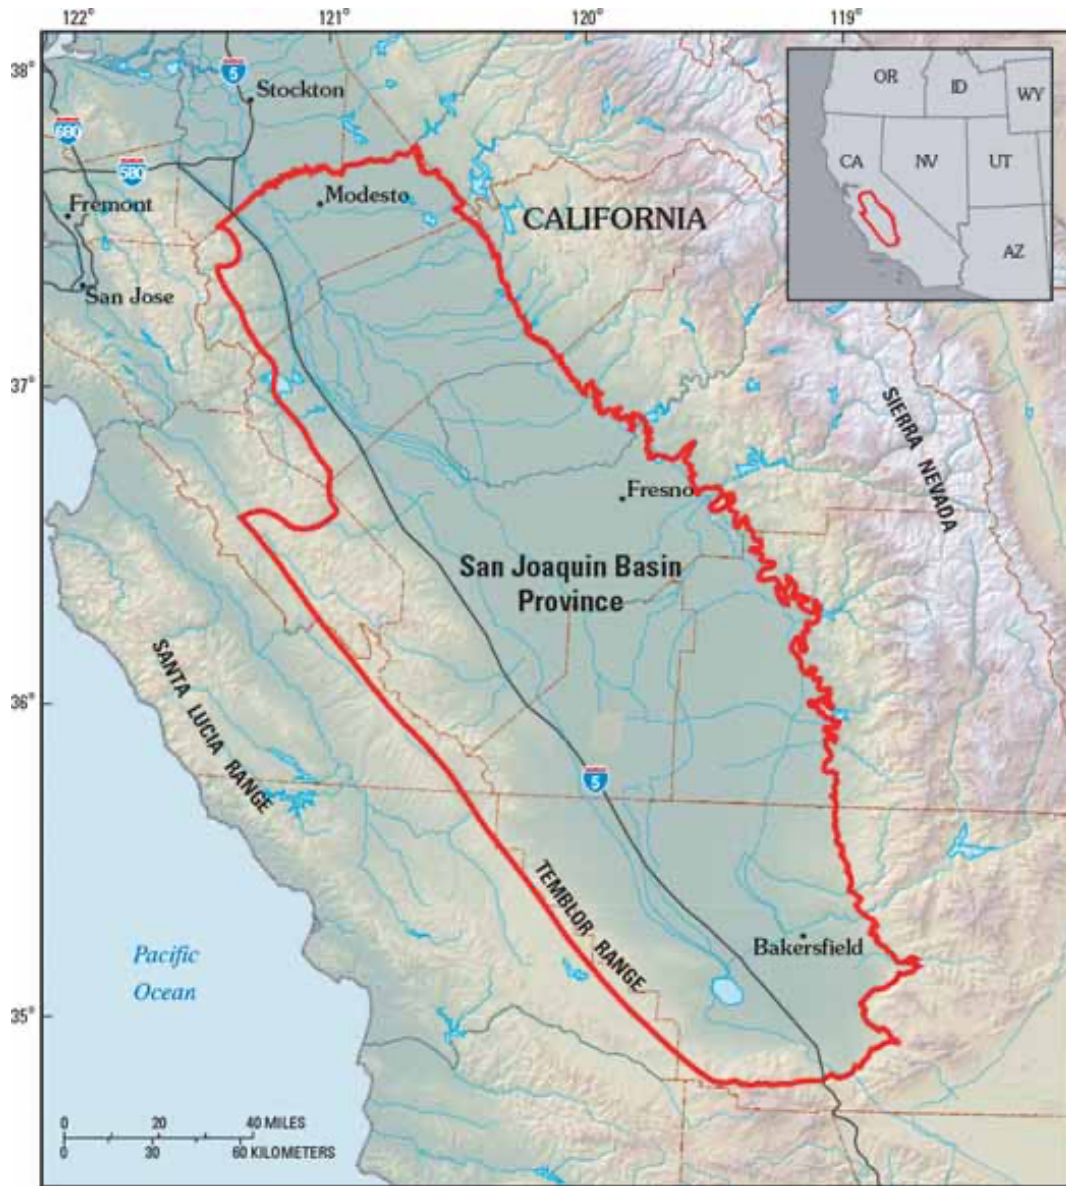 122°
121°
120°
119°
38°
5
Stockton
680
580
Fremont
Modesto
CALIFORNIA
San Jose
OR
ID
WY
CA
NV
UT
AZ
37°
SIERRA NEVADA
Fresno
San Joaquin Basin
Province
SANTA LUCIA RANGE
36°
5
TEMBLOR RANGE
Bakersfield
Pacific
Ocean
35°
0 20 40 MILES
0 30 60 KILOMETERS